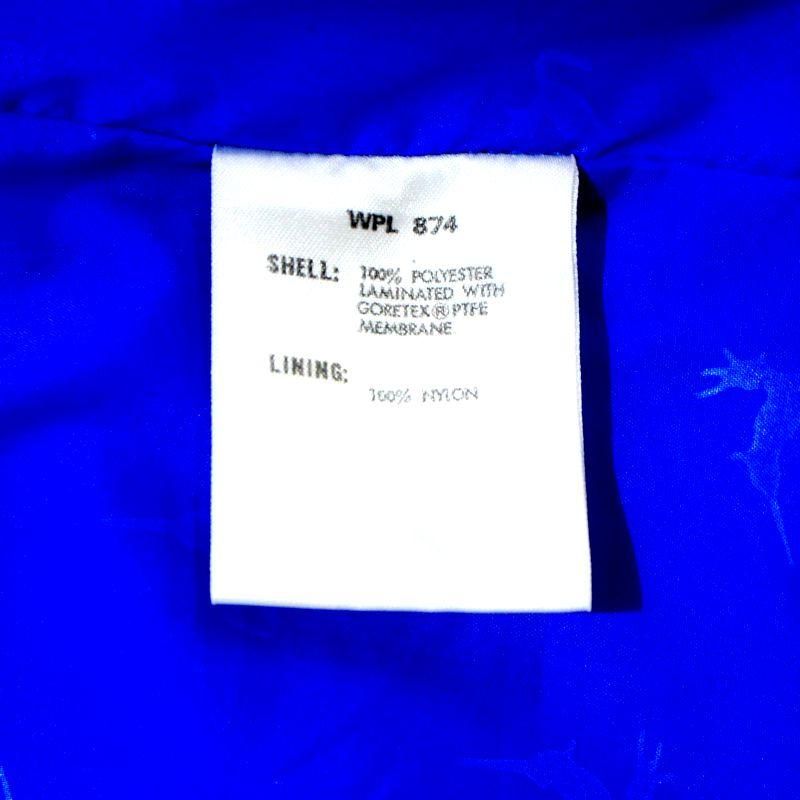 WPL 874
SHELL: 100% POLYESTER
LAMINATED WITH
GORETEX® PTFE
MEMBRANE
LINING:
100% NYLON